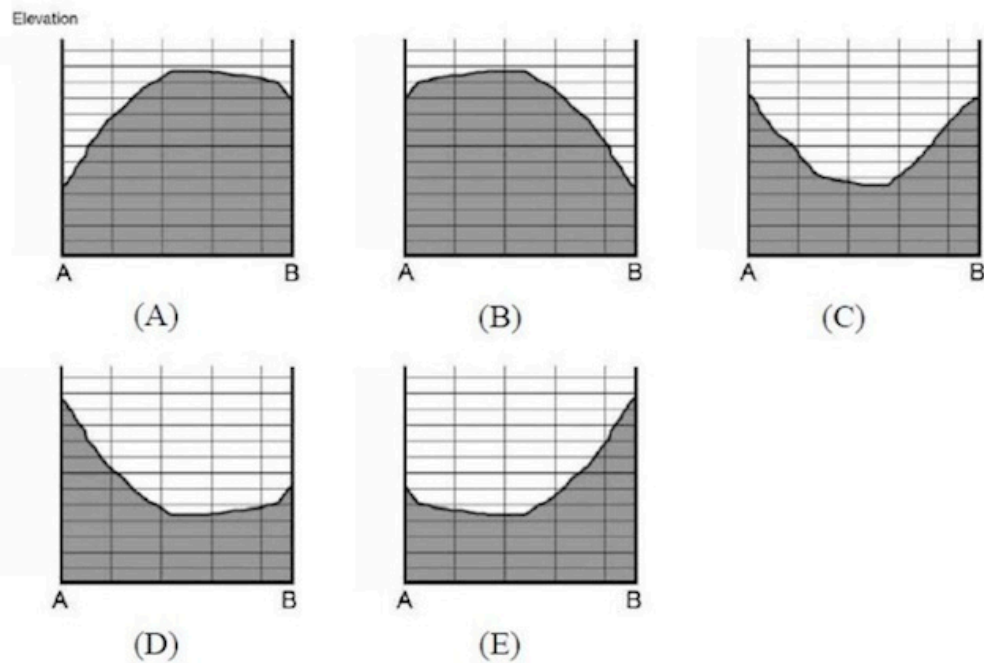 Elevation
A B A B A B
(A) (B) (C)
A B A B
(D) (E)